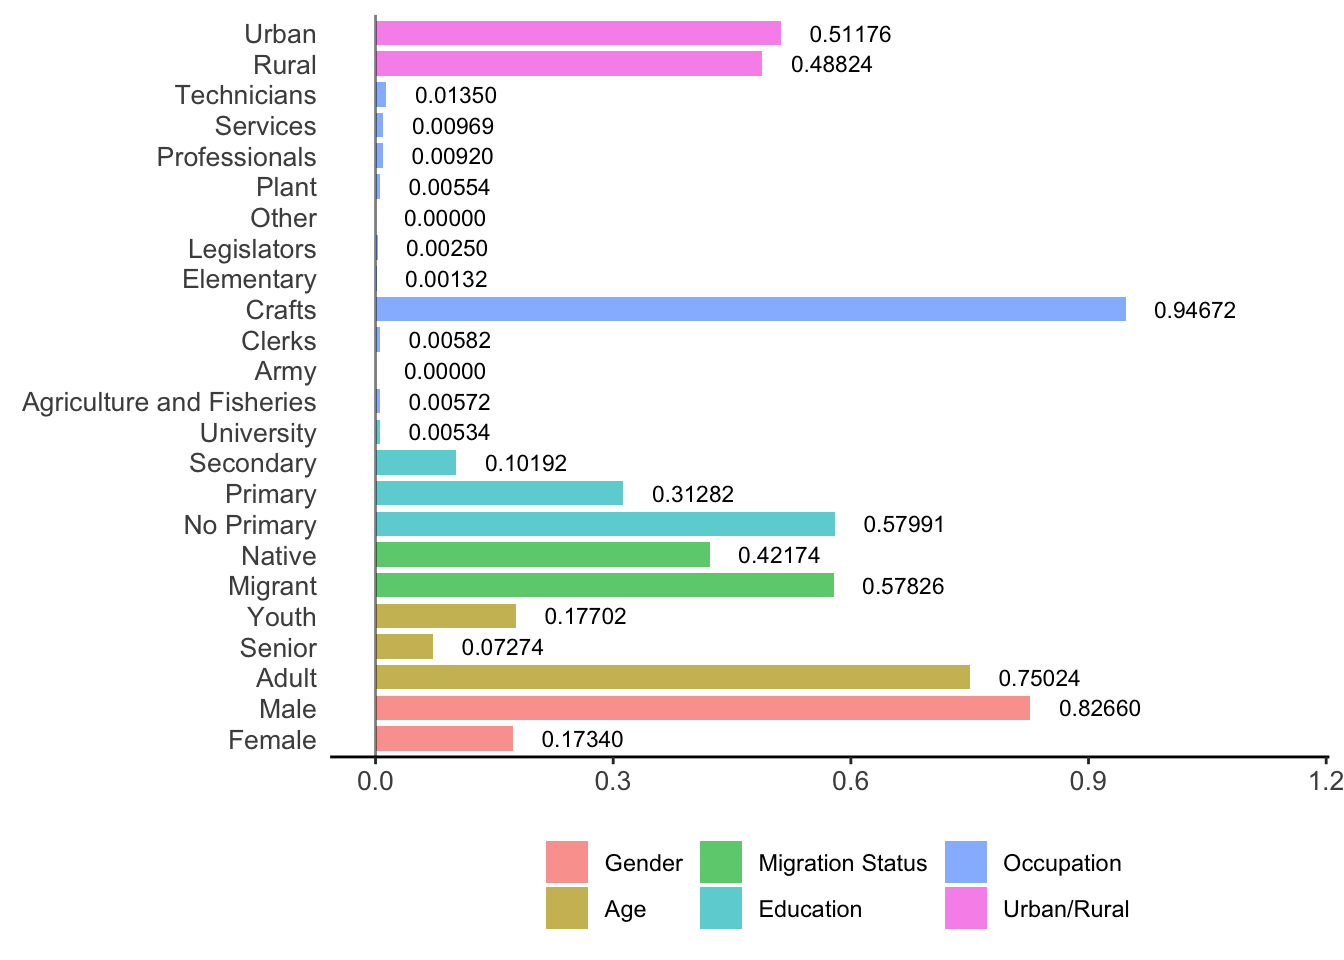 Urban 0.51176
Rural 0.48824
Technicians 0.01350
Services 0.00969
Professionals 0.00920
Plant 0.00554
Other 0.00000
Legislators 0.00250
Elementary 0.00132
Crafts 0.94672
Clerks 0.00582
Army 0.00000
Agriculture and Fisheries 0.00572
University 0.00534
Secondary 0.10192
Primary 0.31282
No Primary 0.57991
Native 0.42174
Migrant 0.57826
Youth 0.17702
Senior 0.07274
Adult 0.75024
Male 0.82660
Female 0.17340
0.0 0.3 0.6 0.9 1.2
Gender Migration Status Occupation
Age Education Urban/Rural